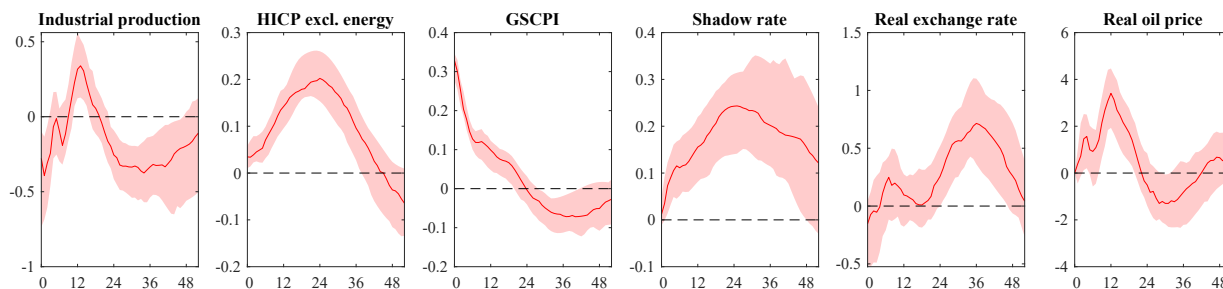 Industrial production
0.5
0
-0.5
-1
0 12 24 36 48
HICP excl. energy
0.3
0.2
0.1
0
-0.1
-0.2
0 12 24 36 48
GSCPI
0.4
0.3
0.2
0.1
0
-0.1
-0.2
0 12 24 36 48
Shadow rate
0.4
0.3
0.2
0.1
0
-0.1
0 12 24 36 48
Real exchange rate
1.5
1
0.5
0
-0.5
0 12 24 36 48
Real oil price
6
4
2
0
-2
-4
0 12 24 36 48